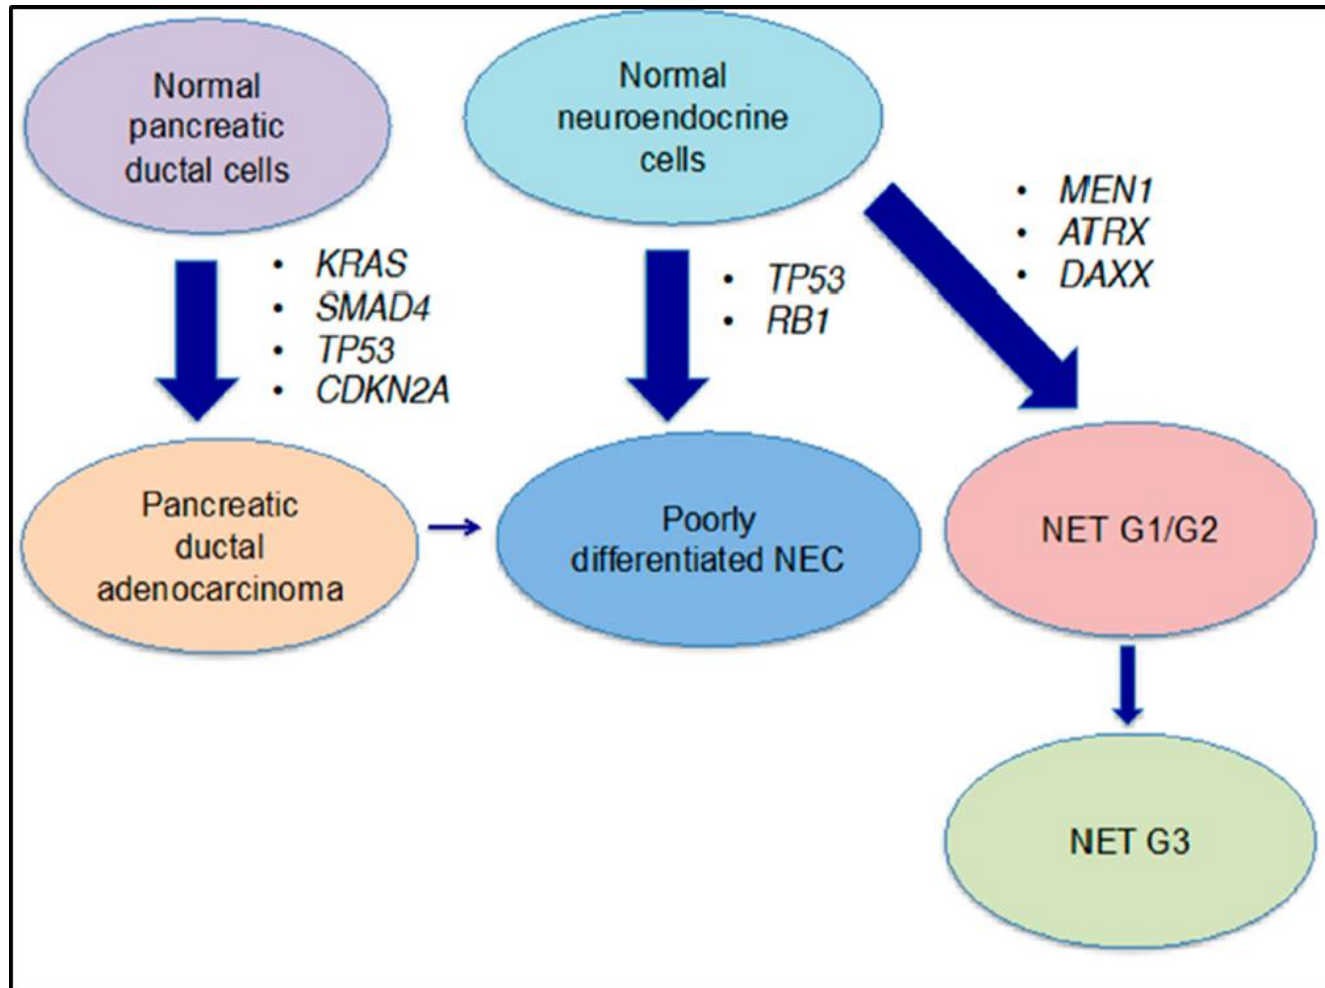 Normal
pancreatic
ductal cells
Normal
neuroendocrine
cells
• KRAS
• SMAD4
• TP53
• CDKN2A
• TP53
• RB1
• MEN1
• ATRX
• DAXX
Pancreatic
ductal
adenocarcinoma
Poorly
differentiated NEC
NET G1/G2
NET G3